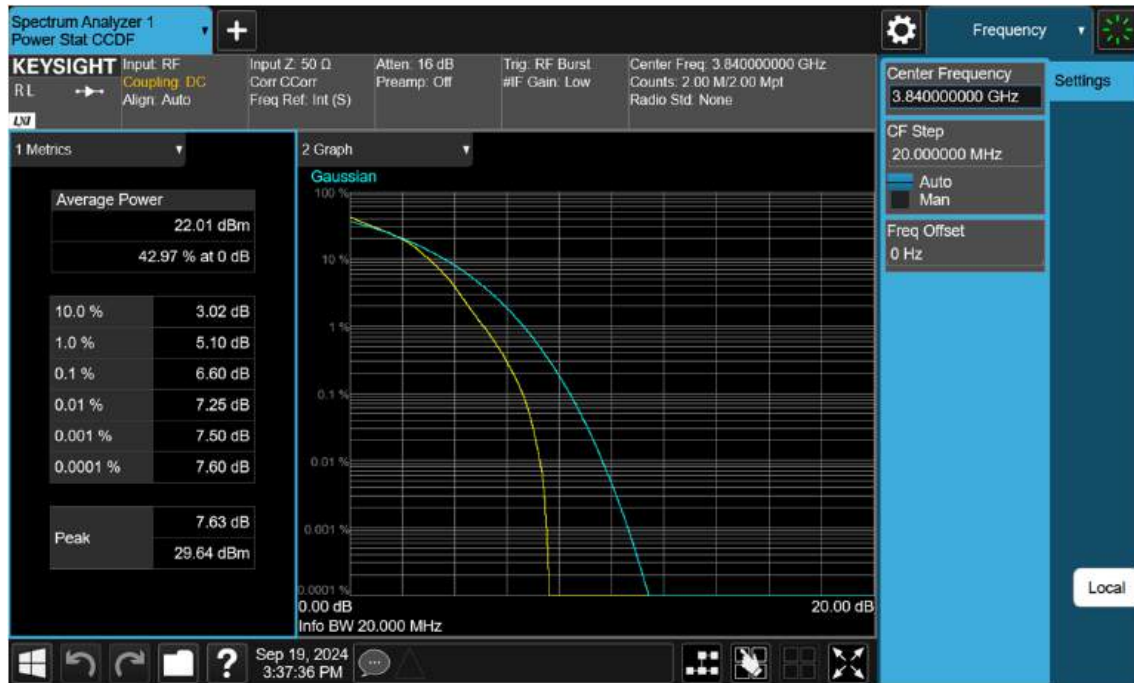 Spectrum Analyzer 1
Power Stat CCDF
Frequency
KEYSIGHT
RL
LXI
Input: RF
Coupling: DC
Align: Auto
Input Z: 50 Ω
Corr CCorr
Freq Ref: Int (S)
Atten: 16 dB
Preamp: Off
Trig: RF Burst
#IF Gain: Low
Center Freq: 3.840000000 GHz
Counts: 2.00 M/2.00 Mpt
Radio Std: None
Center Frequency
3.840000000 GHz
Settings
CF Step
20.000000 MHz
Auto
Man
Freq Offset
0 Hz
1 Metrics
Average Power
22.01 dBm
42.97 % at 0 dB
10.0 % 3.02 dB
1.0 % 5.10 dB
0.1 % 6.60 dB
0.01 % 7.25 dB
0.001 % 7.50 dB
0.0001 % 7.60 dB
Peak
7.63 dB
29.64 dBm
2 Graph
Gaussian
100 %
10 %
1 %
0.1 %
0.01 %
0.001 %
0.0001 %
0.00 dB 20.00 dB
Info BW 20.000 MHz
Local
?
Sep 19, 2024
3:37:36 PM